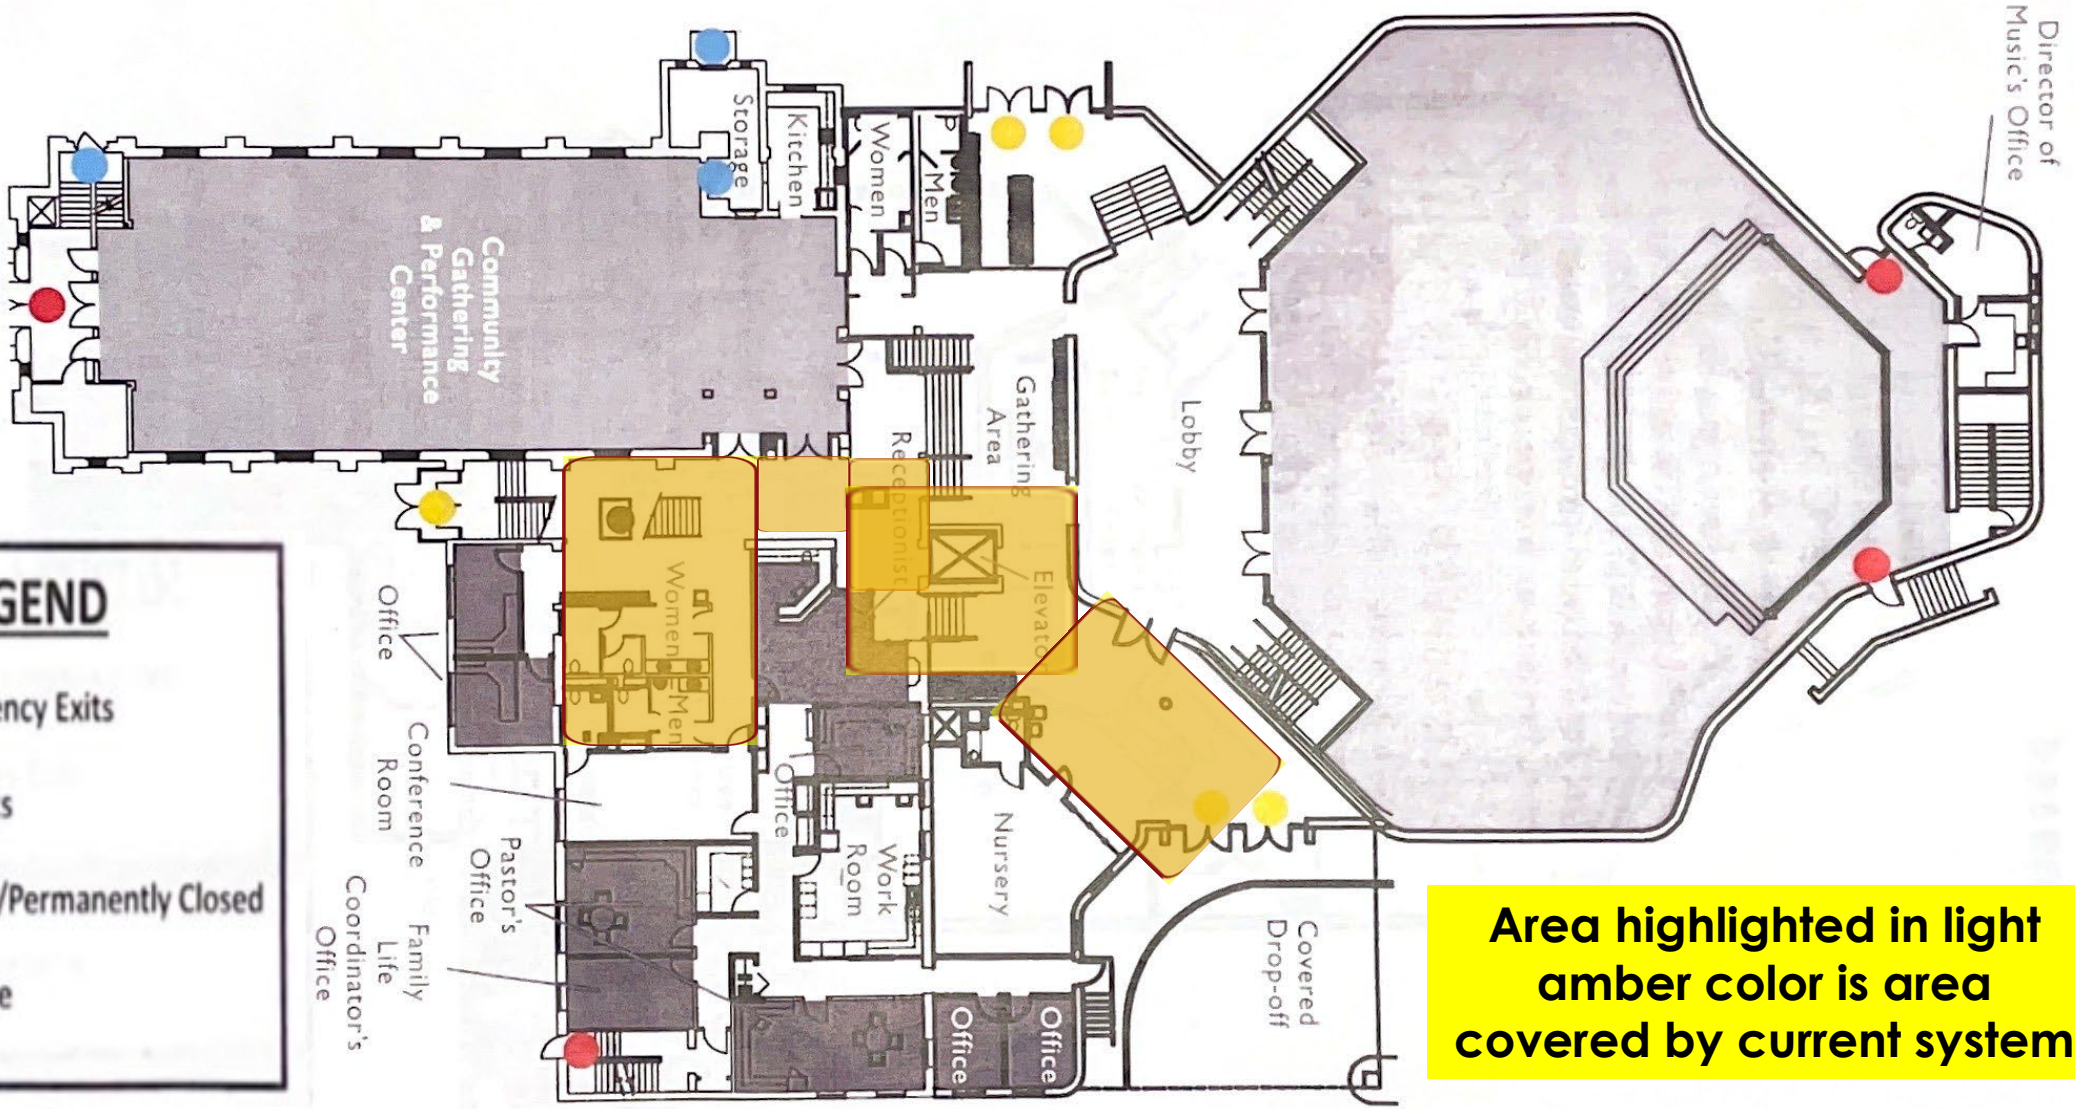 Director of
Music's Office
Storage
Kitchen
Women
Men
Community
Gathering
& Performance
Center
Gathering
Area
Lobby
Receptionist
Elevator
Women
Men
Office
Conference
Room
Office
Nursery
Work
Room
Pastor's
Office
Family
Life
Coordinator's
Office
Office
Office
Covered
Drop-off
GEND
ency Exits
s
/Permanently Closed
e
Area highlighted in light
amber color is area
covered by current system